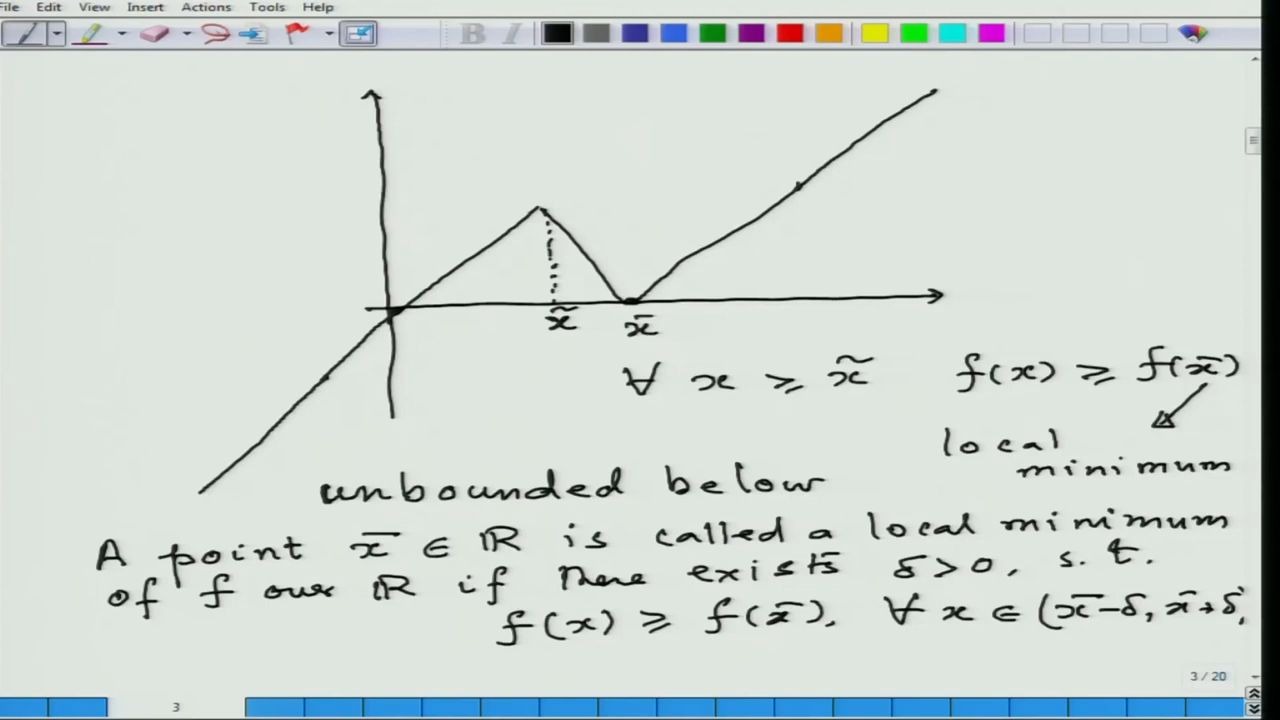 File Edit View Insert Actions Tools Help
B I
x̃ x̄
∀ x ≥ x̃ f(x) ≥ f(x̄)
local
minimum
unbounded below
A point x̄ ∈ ℝ is called a local minimum
of f over ℝ if there exists δ>0, s.t.
f(x) ≥ f(x̄), ∀ x ∈ (x̄-δ, x̄+δ,
3 / 20
3